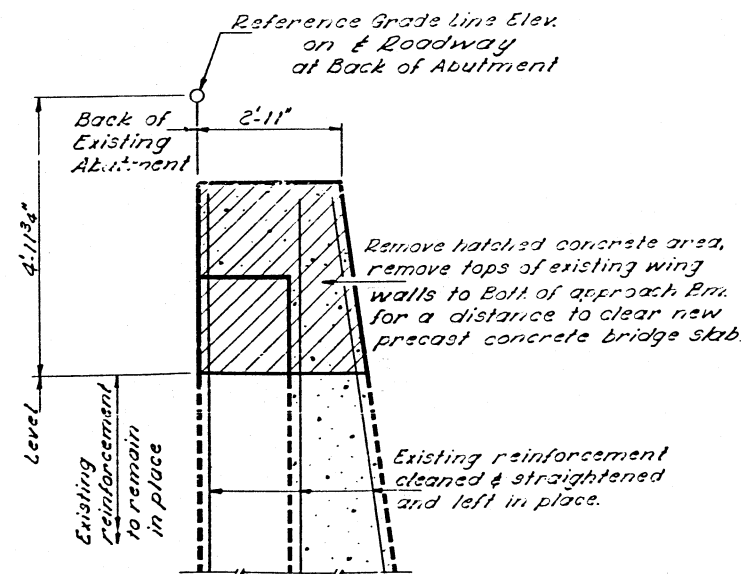 Reference Grade Line Elev.
on ℄ Roadway
at Back of Abutment
Back of
Existing
Abutment
2'-11"
4'-11¾"
Remove hatched concrete area,
remove tops of existing wing
walls to Bott. of approach Bm.
for a distance to clear new
precast concrete bridge slab.
Level
Existing
reinforcement
to remain
in place
Existing reinforcement
cleaned & straightened
and left in place.